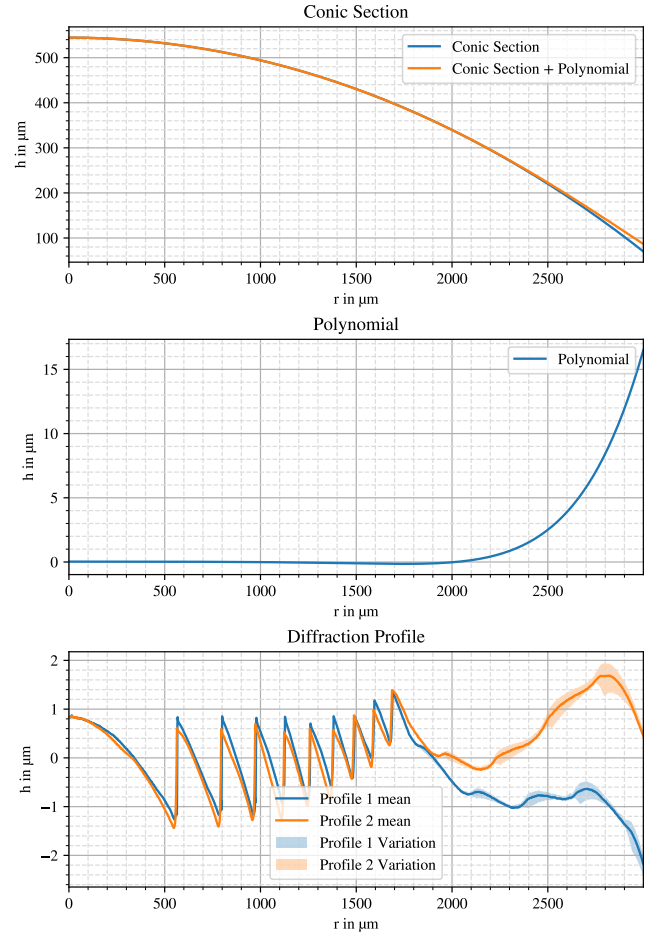 Conic Section
500
400
300
200
100
h in µm
Conic Section
Conic Section + Polynomial
0 500 1000 1500 2000 2500
r in µm
Polynomial
15
10
5
0
h in µm
Polynomial
0 500 1000 1500 2000 2500
r in µm
Diffraction Profile
2
1
0
−1
−2
h in µm
Profile 1 mean
Profile 2 mean
Profile 1 Variation
Profile 2 Variation
0 500 1000 1500 2000 2500
r in µm